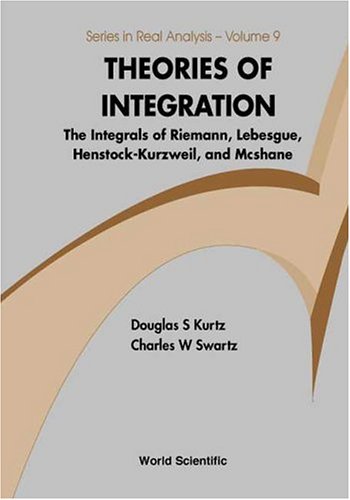 Series in Real Analysis – Volume 9
THEORIES OF
INTEGRATION
The Integrals of Riemann, Lebesgue,
Henstock-Kurzweil, and Mcshane
Douglas S Kurtz
Charles W Swartz
World Scientific